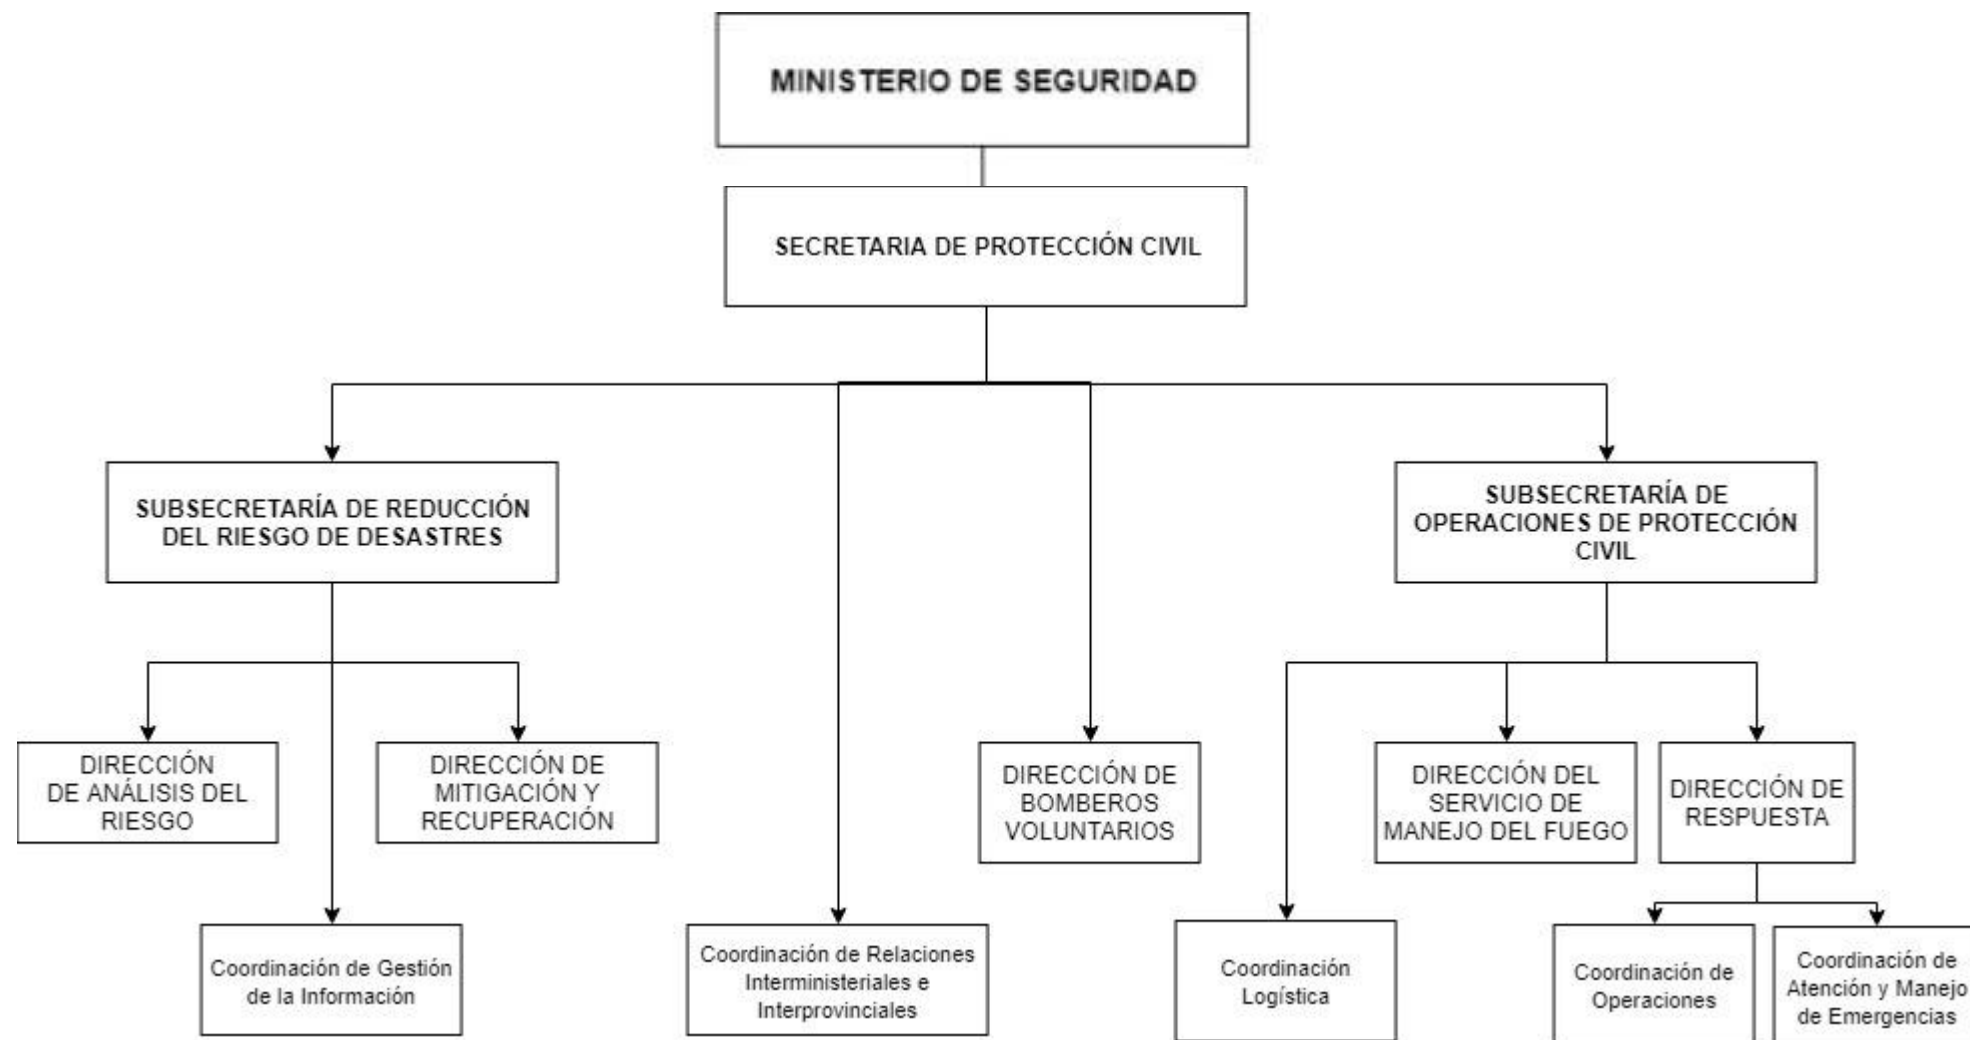 MINISTERIO DE SEGURIDAD
SECRETARIA DE PROTECCIÓN CIVIL
SUBSECRETARÍA DE REDUCCIÓN
DEL RIESGO DE DESASTRES
SUBSECRETARÍA DE
OPERACIONES DE PROTECCIÓN
CIVIL
DIRECCIÓN
DE ANÁLISIS DEL
RIESGO
DIRECCIÓN DE
MITIGACIÓN Y
RECUPERACIÓN
DIRECCIÓN DE
BOMBEROS
VOLUNTARIOS
DIRECCIÓN DEL
SERVICIO DE
MANEJO DEL FUEGO
DIRECCIÓN DE
RESPUESTA
Coordinación de Gestión
de la Información
Coordinación de Relaciones
Interministeriales e
Interprovinciales
Coordinación
Logística
Coordinación de
Operaciones
Coordinación de
Atención y Manejo
de Emergencias